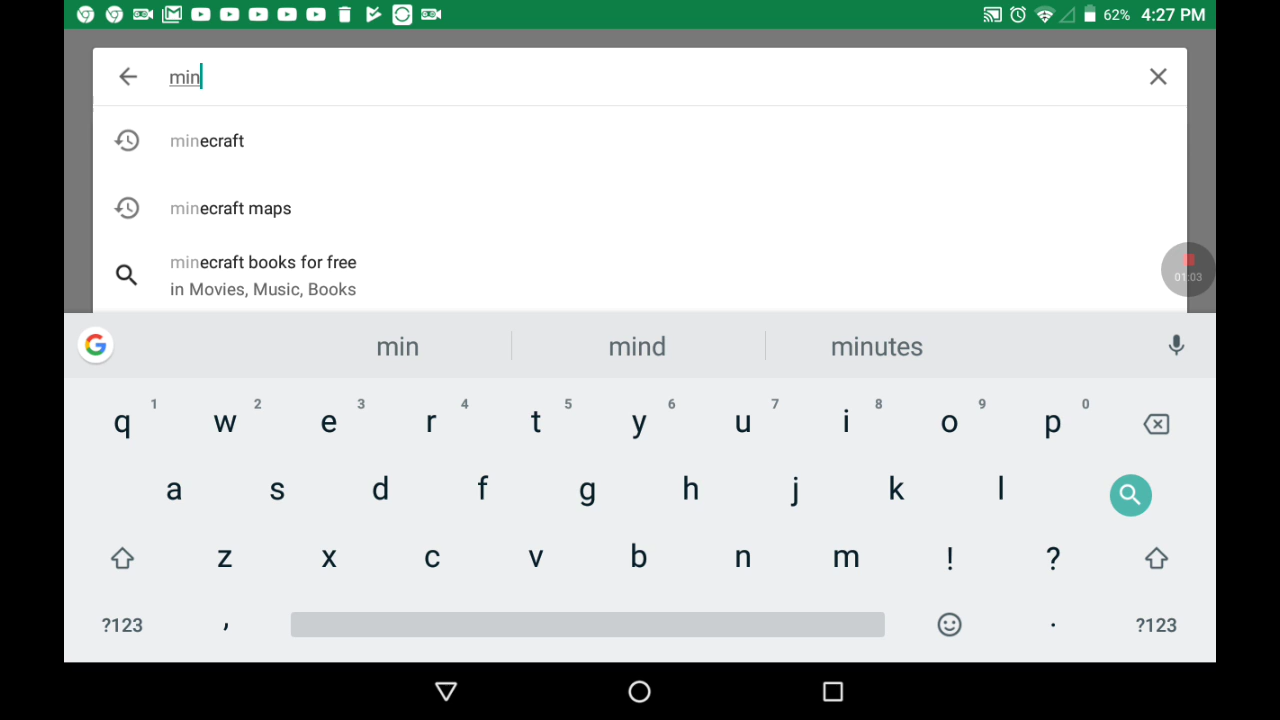 62% 4:27 PM
min
minecraft
minecraft maps
minecraft books for free
in Movies, Music, Books
01:03
min mind minutes
1 2 3 4 5 6 7 8 9 0
q w e r t y u i o p
a s d f g h j k l
z x c v b n m ! ?
?123 , . ?123